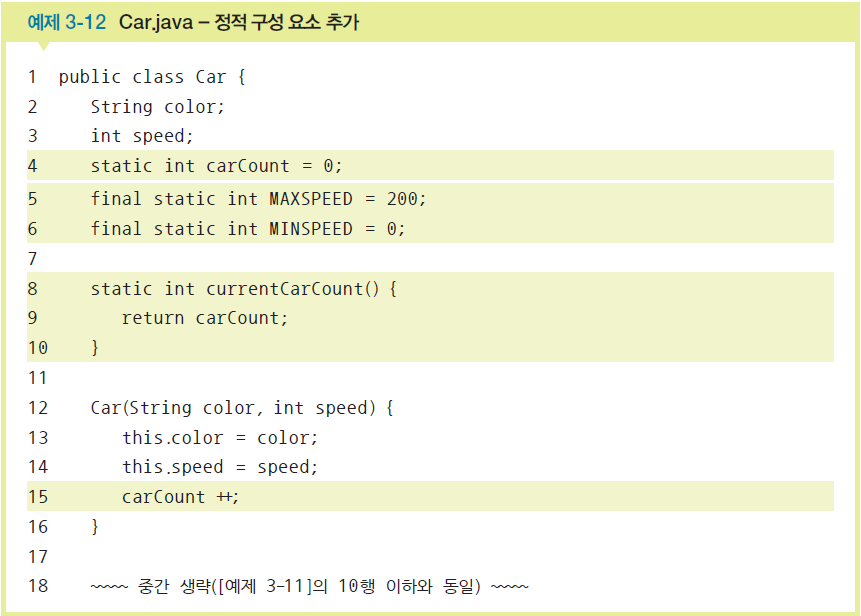 예제 3-12 Car.java – 정적 구성 요소 추가
1 public class Car {
2 String color;
3 int speed;
4 static int carCount = 0;
5 final static int MAXSPEED = 200;
6 final static int MINSPEED = 0;
7
8 static int currentCarCount() {
9 return carCount;
10 }
11
12 Car(String color, int speed) {
13 this.color = color;
14 this.speed = speed;
15 carCount ++;
16 }
17
18 ~~~~ 중간 생략([예제 3-11]의 10행 이하와 동일) ~~~~